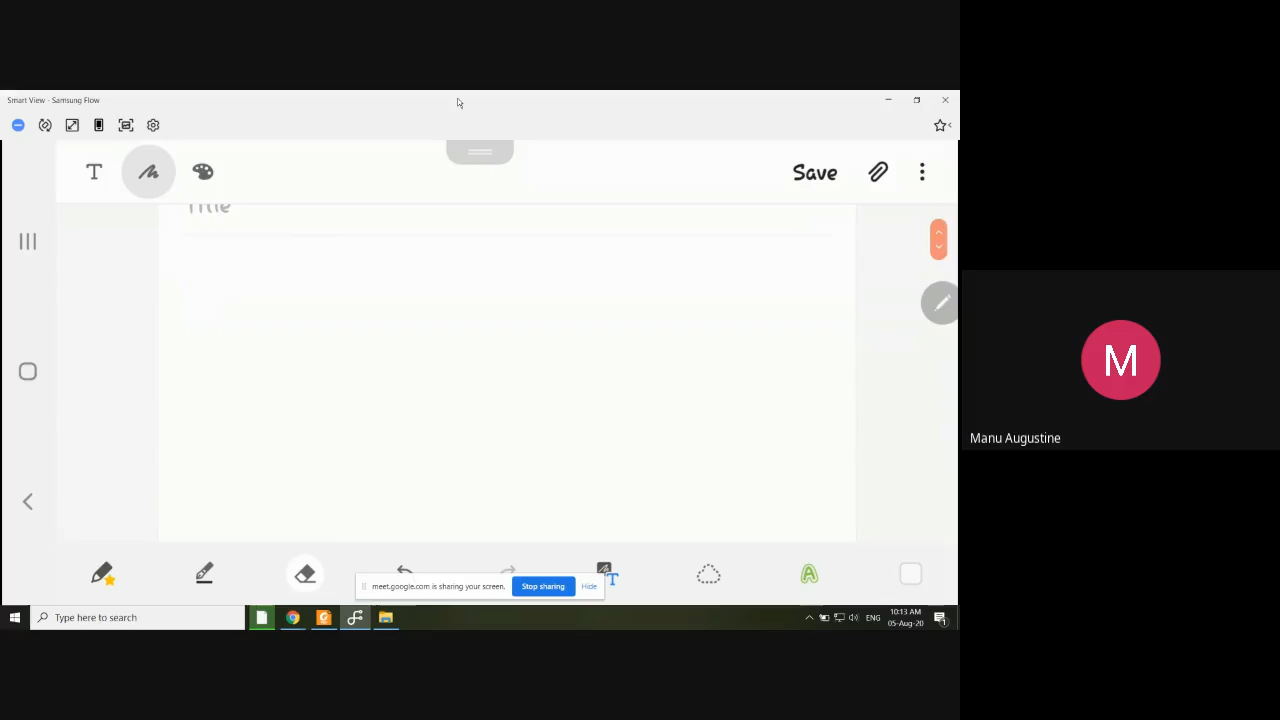 Smart View - Samsung Flow
T
Save
Title
M
Manu Augustine
T
A
meet.google.com is sharing your screen.
Stop sharing
Hide
Type here to search
ENG
10:13 AM
05-Aug-20
1